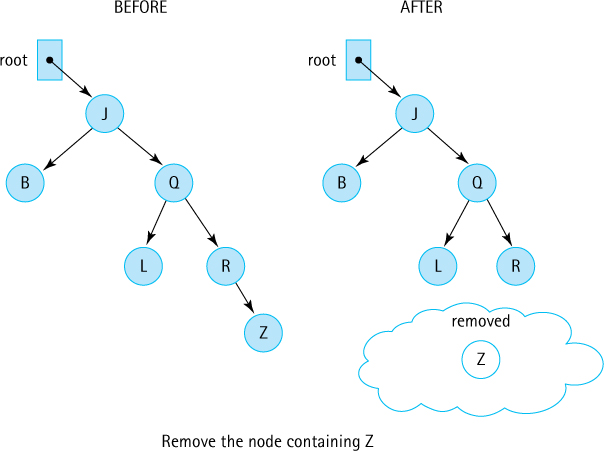 BEFORE
root
J
B
Q
L
R
Z
AFTER
root
J
B
Q
L
R
removed
Z
Remove the node containing Z